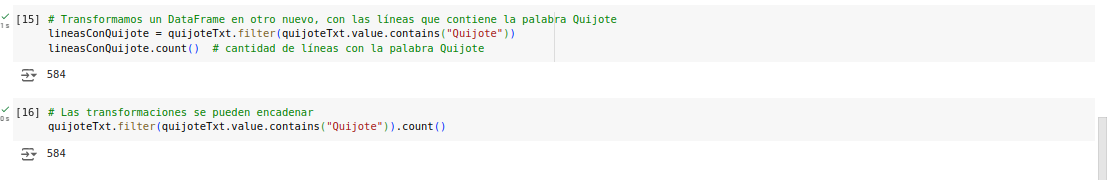 [15] # Transformamos un DataFrame en otro nuevo, con las líneas que contiene la palabra Quijote
1 s
lineasConQuijote = quijoteTxt.filter(quijoteTxt.value.contains("Quijote"))
lineasConQuijote.count()  # cantidad de líneas con la palabra Quijote
584
[16] # Las transformaciones se pueden encadenar
0 s
quijoteTxt.filter(quijoteTxt.value.contains("Quijote")).count()
584